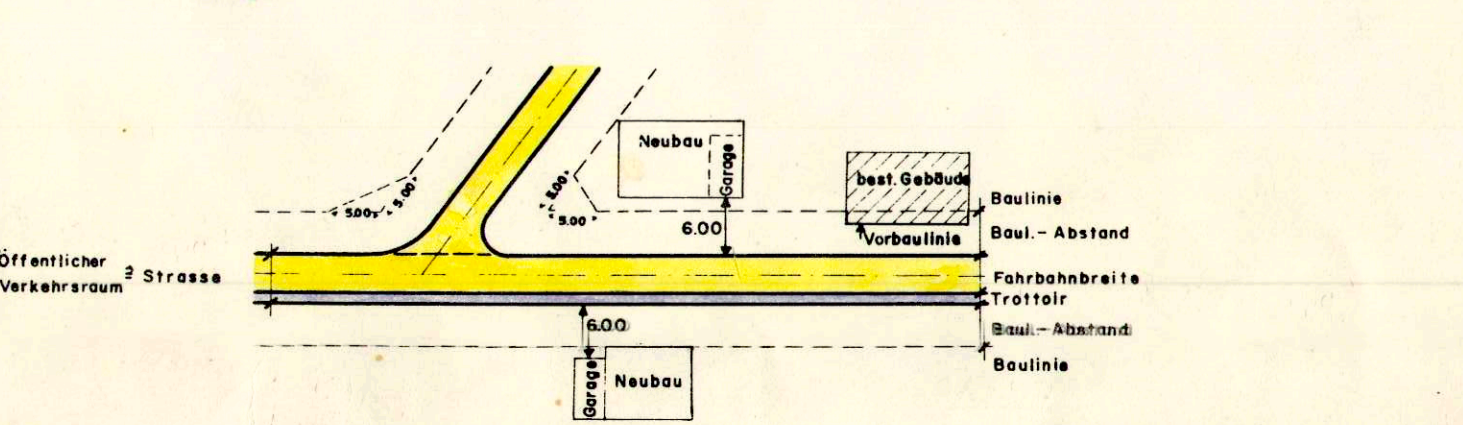 Neubau
Garage
best. Gebäude
5.00
5.00
5.00
5.00
6.00
Vorbaulinie
Baulinie
Baul.- Abstand
Öffentlicher
Verkehrsraum ≙ Strasse
Fahrbahnbreite
Trottoir
6.00
Baul.- Abstand
Baulinie
Garage
Neubau